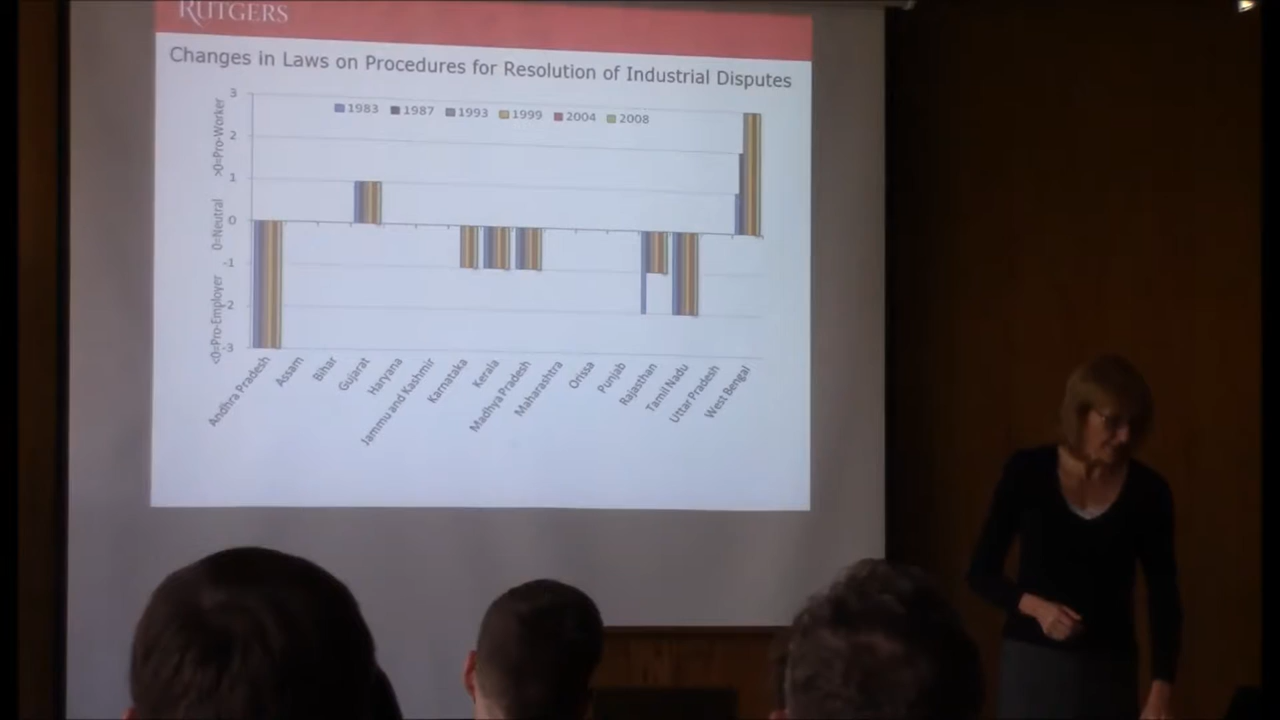 RUTGERS
Changes in Laws on Procedures for Resolution of Industrial Disputes
1983 1987 1993 1999 2004 2008
>0=Pro-Worker
0=Neutral
<0=Pro-Employer
3
2
1
0
-1
-2
-3
Andhra Pradesh
Assam
Bihar
Gujarat
Haryana
Jammu and Kashmir
Karnataka
Kerala
Madhya Pradesh
Maharashtra
Orissa
Punjab
Rajasthan
Tamil Nadu
Uttar Pradesh
West Bengal